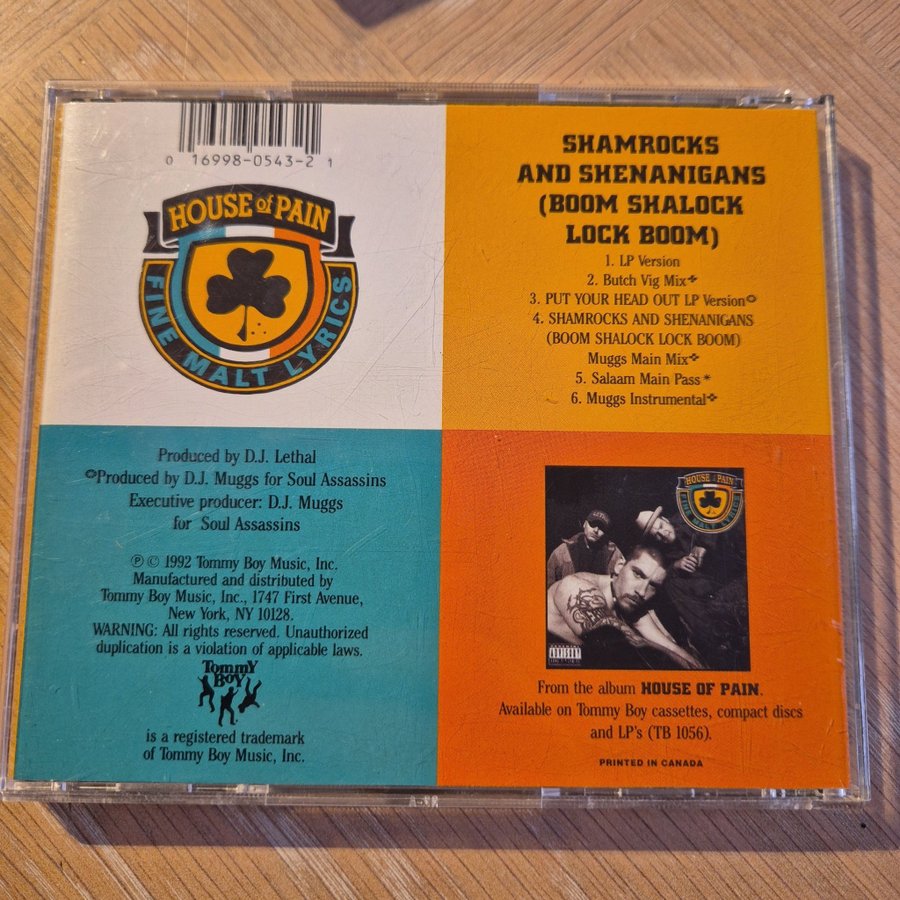 0 16998-0543-2 1
HOUSE of PAIN
FINE MALT LYRICS
SHAMROCKS
AND SHENANIGANS
(BOOM SHALOCK
LOCK BOOM)
1. LP Version
2. Butch Vig Mix✤
3. PUT YOUR HEAD OUT LP Version✪
4. SHAMROCKS AND SHENANIGANS
(BOOM SHALOCK LOCK BOOM)
Muggs Main Mix✤
5. Salaam Main Pass*
6. Muggs Instrumental✤
Produced by D.J. Lethal
✪Produced by D.J. Muggs for Soul Assassins
Executive producer: D.J. Muggs
for Soul Assassins
℗ © 1992 Tommy Boy Music, Inc.
Manufactured and distributed by
Tommy Boy Music, Inc., 1747 First Avenue,
New York, NY 10128.
WARNING: All rights reserved. Unauthorized
duplication is a violation of applicable laws.
Tommy
Boy
is a registered trademark
of Tommy Boy Music, Inc.
HOUSE of PAIN
FINE MALT LYRICS
ADVISORY
From the album HOUSE OF PAIN.
Available on Tommy Boy cassettes, compact discs
and LP's (TB 1056).
PRINTED IN CANADA